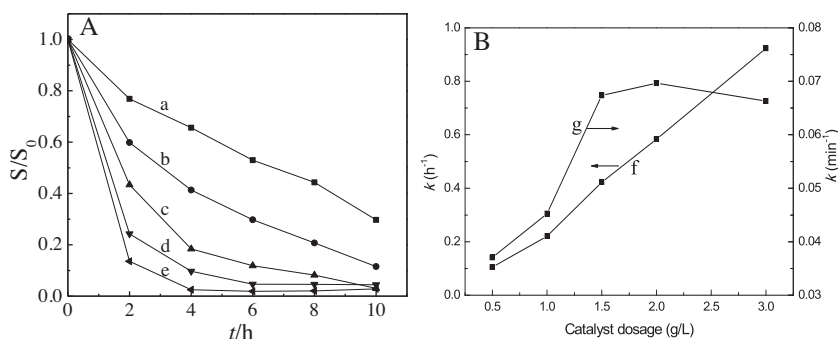 A
1.0
0.8
0.6
0.4
0.2
0.0
S/S₀
a
b
c
d
e
0 2 4 6 8 10
t/h
B
1.0
0.8
0.6
0.4
0.2
0.0
k (h⁻¹)
g
f
0.08
0.07
0.06
0.05
0.04
0.03
k (min⁻¹)
0.5 1.0 1.5 2.0 2.5 3.0
Catalyst dosage (g/L)